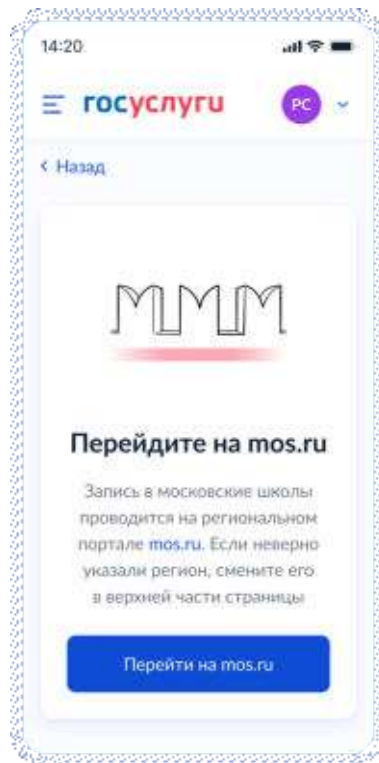 14:20
госуслуги
РС
Назад
Перейдите на mos.ru
Запись в московские школы
проводится на региональном
портале mos.ru. Если неверно
указали регион, смените его
в верхней части страницы
Перейти на mos.ru